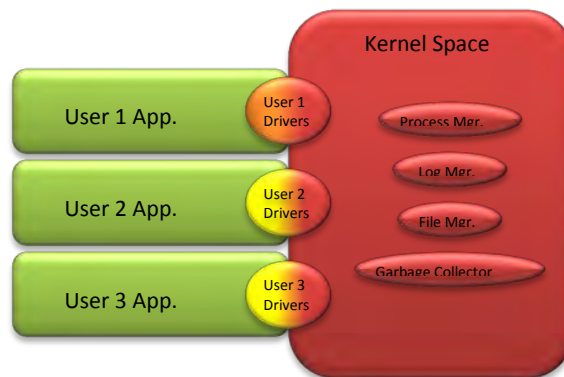 Kernel Space
User 1 App.
User 1
Drivers
Process Mgr.
Log Mgr.
User 2 App.
User 2
Drivers
File Mgr.
Garbage Collector
User 3 App.
User 3
Drivers